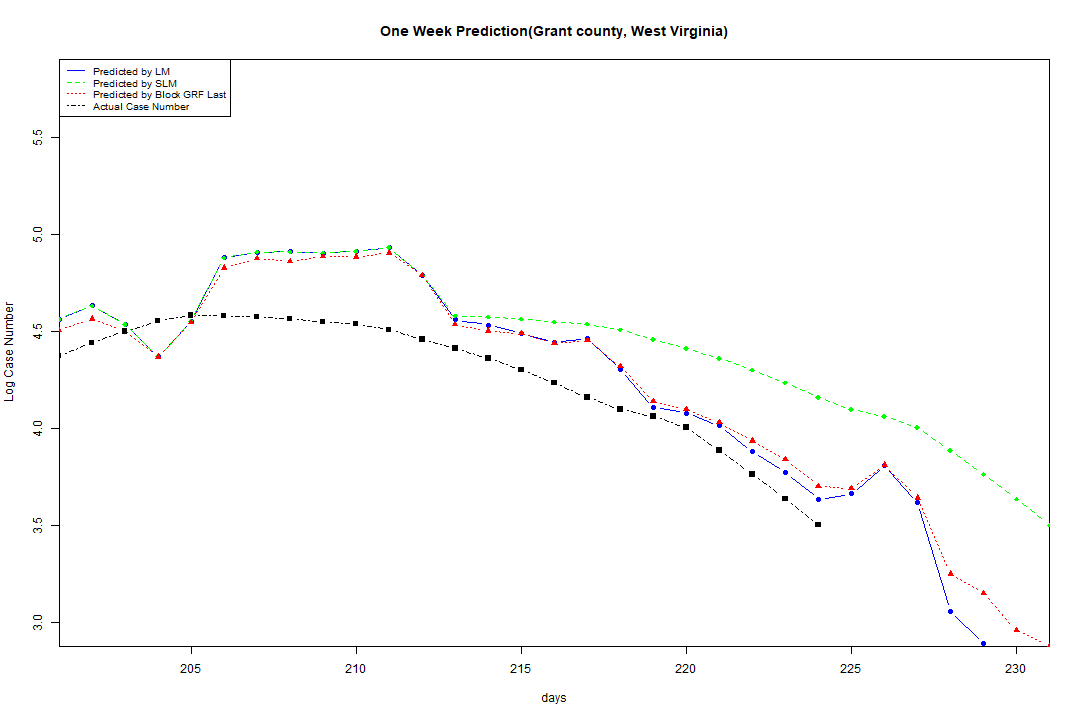 One Week Prediction(Grant county, West Virginia)
Predicted by LM
Predicted by SLM
Predicted by Block GRF Last
Actual Case Number
5.5
5.0
4.5
4.0
3.5
3.0
Log Case Number
205 210 215 220 225 230
days